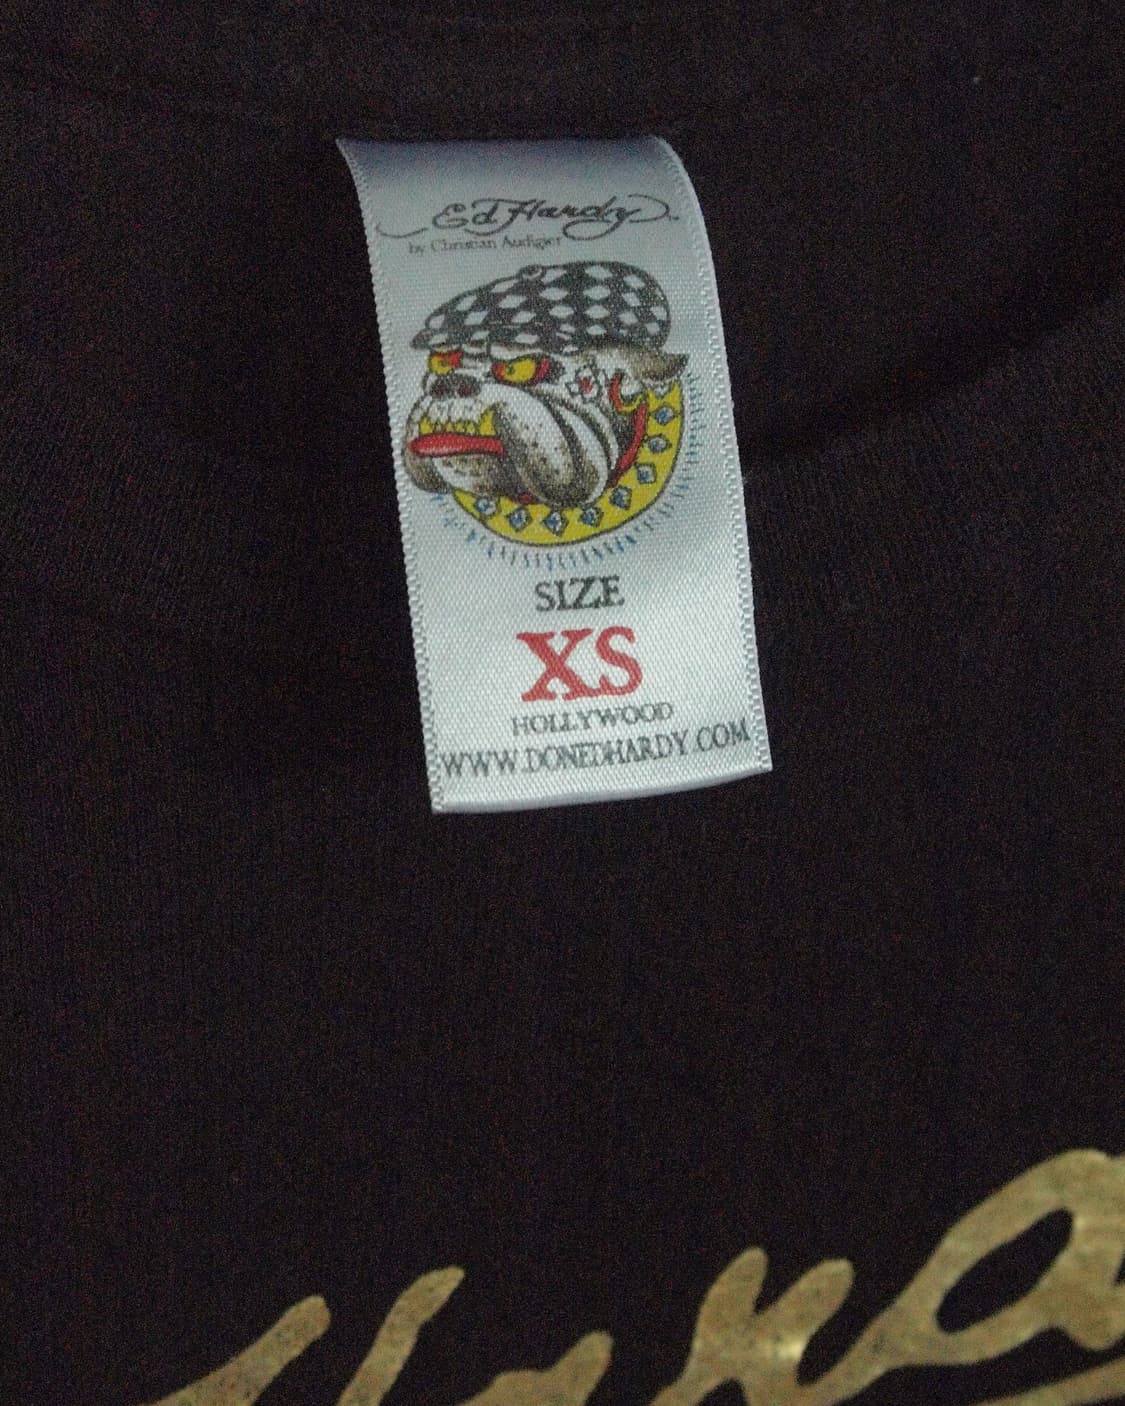 Ed Hardy
by Christian Audigier
SIZE
XS
HOLLYWOOD
WWW.DONEDHARDY.COM